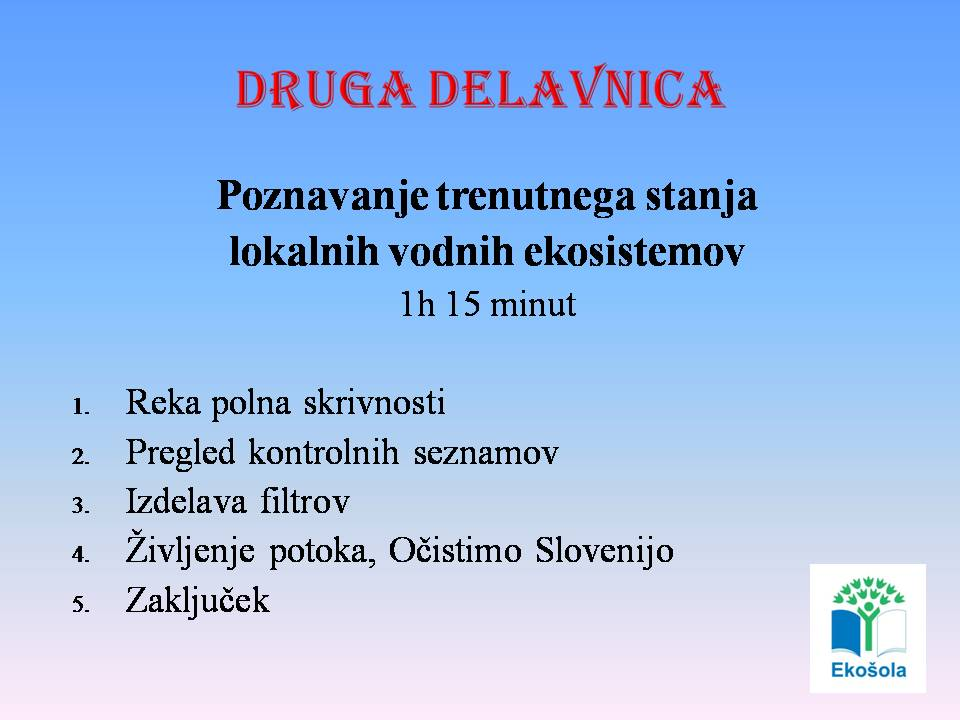 DRUGA DELAVNICA
Poznavanje trenutnega stanja
lokalnih vodnih ekosistemov
1h 15 minut
1. Reka polna skrivnosti
2. Pregled kontrolnih seznamov
3. Izdelava filtrov
4. Življenje potoka, Očistimo Slovenijo
5. Zaključek
Ekošola